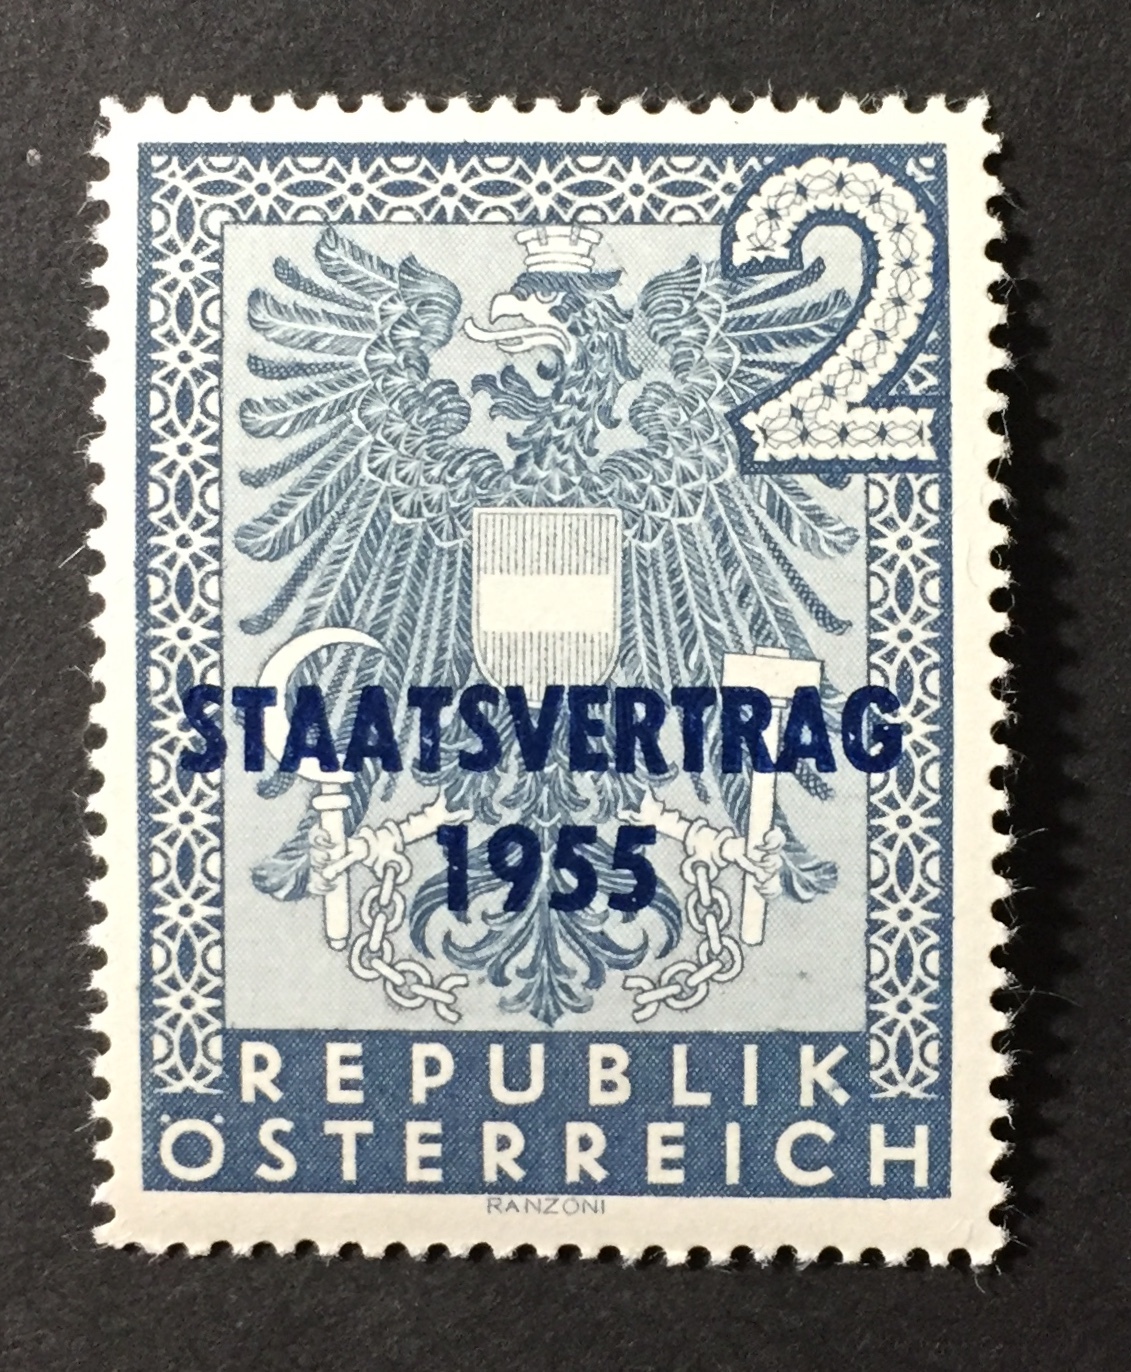 2
STAATSVERTRAG
1955
REPUBLIK
ÖSTERREICH
RANZONI